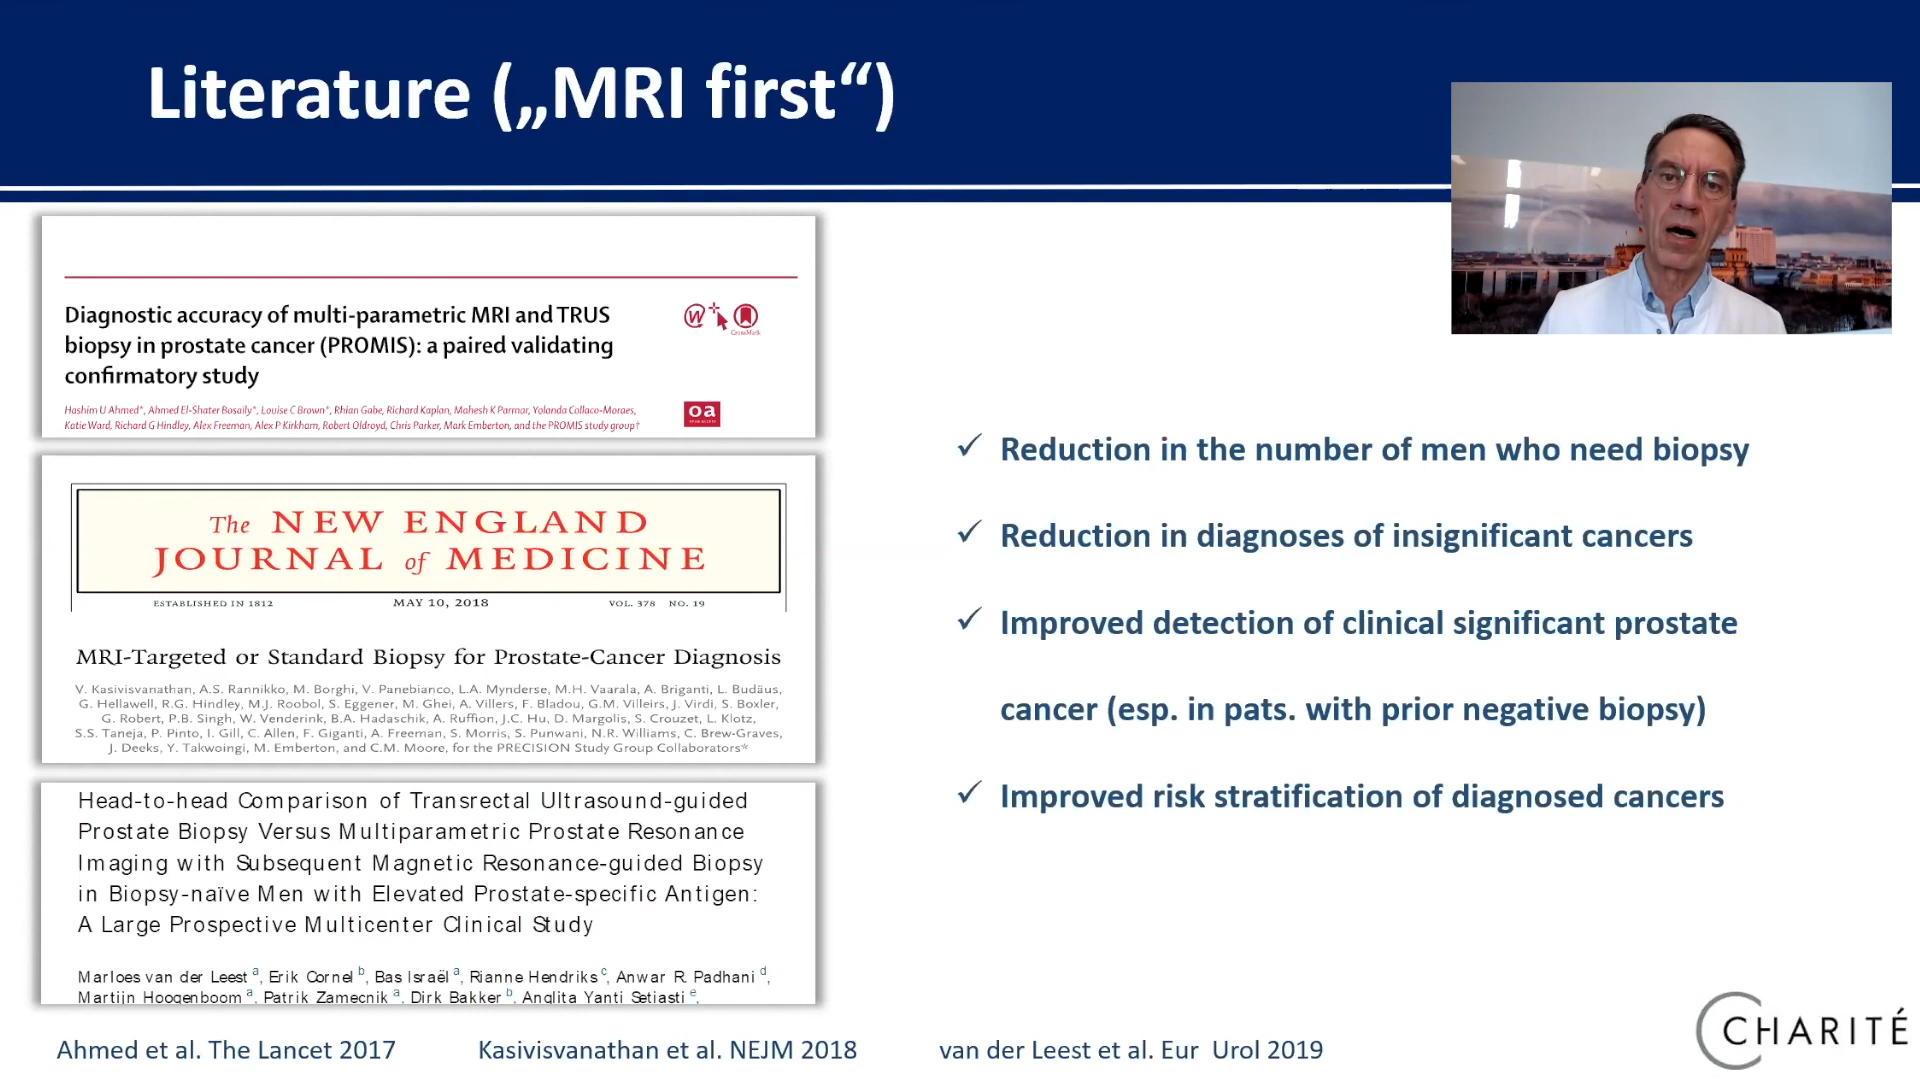 Literature („MRI first“)
Diagnostic accuracy of multi-parametric MRI and TRUS
biopsy in prostate cancer (PROMIS): a paired validating
confirmatory study
CrossMark
Hashim U Ahmed*, Ahmed El-Shater Bosaily*, Louise C Brown*, Rhian Gabe, Richard Kaplan, Mahesh K Parmar, Yolanda Collaco-Moraes,
Katie Ward, Richard G Hindley, Alex Freeman, Alex P Kirkham, Robert Oldroyd, Chris Parker, Mark Emberton, and the PROMIS study group†
oa
The NEW ENGLAND
JOURNAL of MEDICINE
ESTABLISHED IN 1812 MAY 10, 2018 VOL. 378 NO. 19
MRI-Targeted or Standard Biopsy for Prostate-Cancer Diagnosis
V. Kasivisvanathan, A.S. Rannikko, M. Borghi, V. Panebianco, L.A. Mynderse, M.H. Vaarala, A. Briganti, L. Budäus,
G. Hellawell, R.G. Hindley, M.J. Roobol, S. Eggener, M. Ghei, A. Villers, F. Bladou, G.M. Villeirs, J. Virdi, S. Boxler,
G. Robert, P.B. Singh, W. Venderink, B.A. Hadaschik, A. Ruffion, J.C. Hu, D. Margolis, S. Crouzet, L. Klotz,
S.S. Taneja, P. Pinto, I. Gill, C. Allen, F. Giganti, A. Freeman, S. Morris, S. Punwani, N.R. Williams, C. Brew-Graves,
J. Deeks, Y. Takwoingi, M. Emberton, and C.M. Moore, for the PRECISION Study Group Collaborators*
Head-to-head Comparison of Transrectal Ultrasound-guided
Prostate Biopsy Versus Multiparametric Prostate Resonance
Imaging with Subsequent Magnetic Resonance-guided Biopsy
in Biopsy-naïve Men with Elevated Prostate-specific Antigen:
A Large Prospective Multicenter Clinical Study
Marloes van der Leest a, Erik Cornel b, Bas Israël a, Rianne Hendriks c, Anwar R. Padhani d,
Martijn Hoogenboom a, Patrik Zamecnik a, Dirk Bakker b, Anglita Yanti Setiasti e,
✓ Reduction in the number of men who need biopsy
✓ Reduction in diagnoses of insignificant cancers
✓ Improved detection of clinical significant prostate
cancer (esp. in pats. with prior negative biopsy)
✓ Improved risk stratification of diagnosed cancers
Ahmed et al. The Lancet 2017 Kasivisvanathan et al. NEJM 2018 van der Leest et al. Eur Urol 2019
CHARITÉ